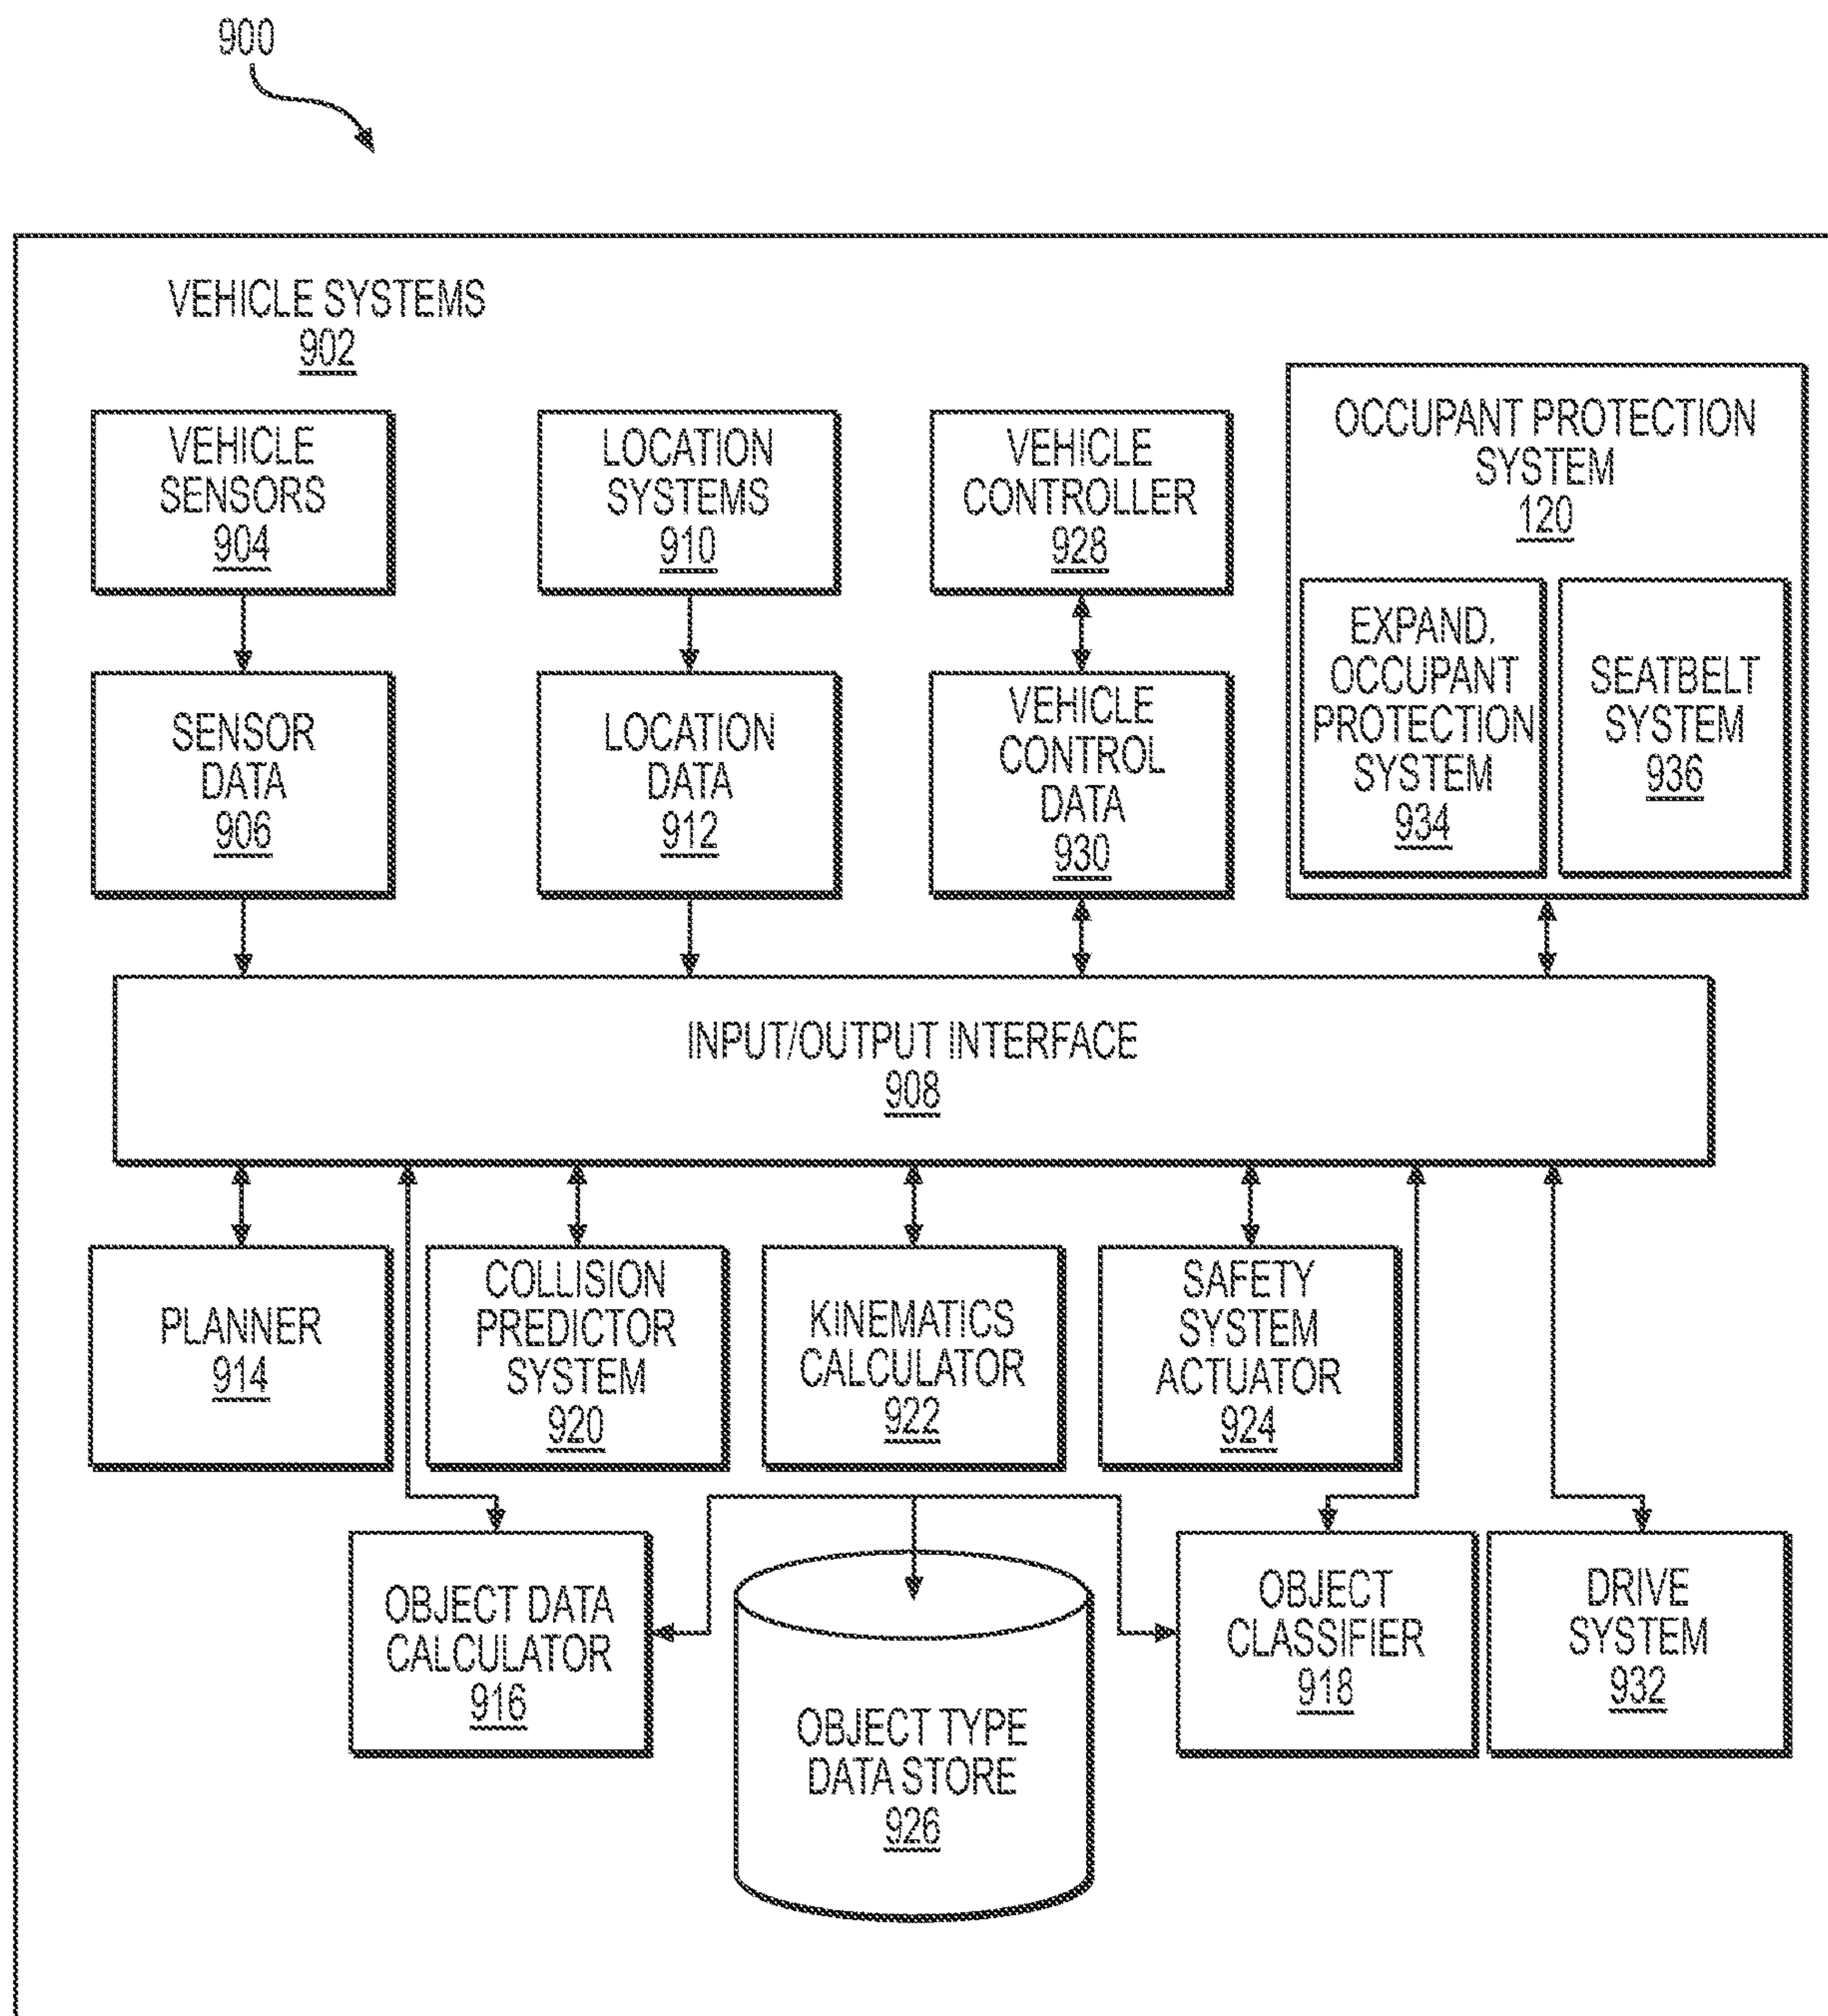 900
VEHICLE SYSTEMS
902
VEHICLE
SENSORS
904
LOCATION
SYSTEMS
910
VEHICLE
CONTROLLER
928
OCCUPANT PROTECTION
SYSTEM
120
EXPAND.
OCCUPANT
PROTECTION
SYSTEM
934
SEATBELT
SYSTEM
936
SENSOR
DATA
906
LOCATION
DATA
912
VEHICLE
CONTROL
DATA
930
INPUT/OUTPUT INTERFACE
908
PLANNER
914
COLLISION
PREDICTOR
SYSTEM
920
KINEMATICS
CALCULATOR
922
SAFETY
SYSTEM
ACTUATOR
924
OBJECT DATA
CALCULATOR
916
OBJECT TYPE
DATA STORE
926
OBJECT
CLASSIFIER
918
DRIVE
SYSTEM
932